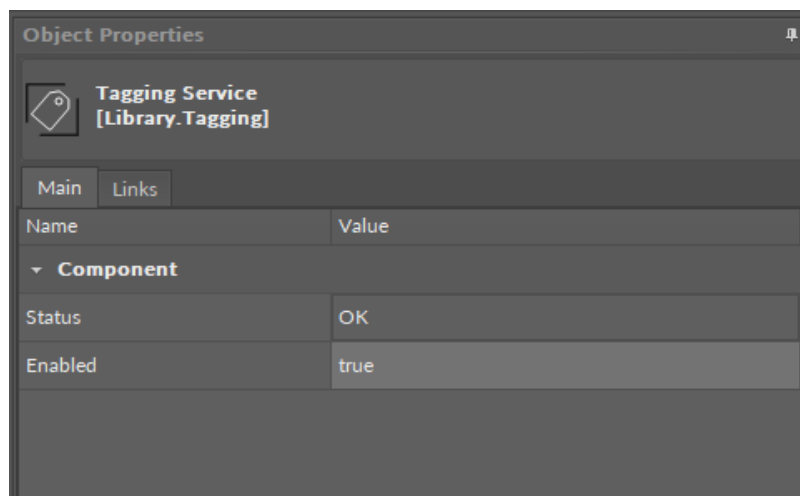 Object Properties
Tagging Service
[Library.Tagging]
Main Links
Name Value
Component
Status OK
Enabled true